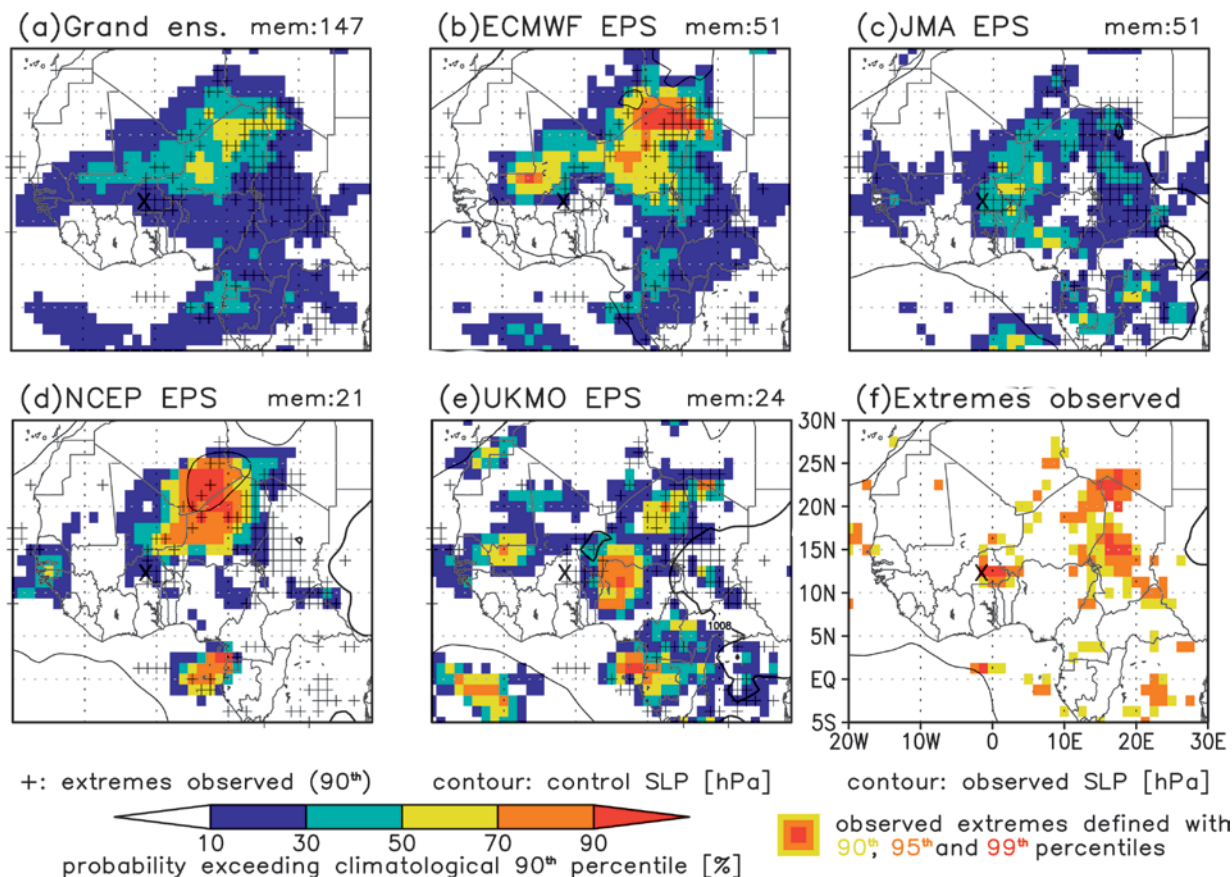 (a)Grand ens. mem:147
(b)ECMWF EPS mem:51
(c)JMA EPS mem:51
(d)NCEP EPS mem:21
(e)UKMO EPS mem:24
1008
(f)Extremes observed
30N
25N
20N
15N
10N
5N
EQ
5S
20W 10W 0 10E 20E 30E
X
X
X
X
X
X
+: extremes observed (90th)
contour: control SLP [hPa]
contour: observed SLP [hPa]
10 30 50 70 90
probability exceeding climatological 90th percentile [%]
observed extremes defined with
90th, 95th and 99th percentiles